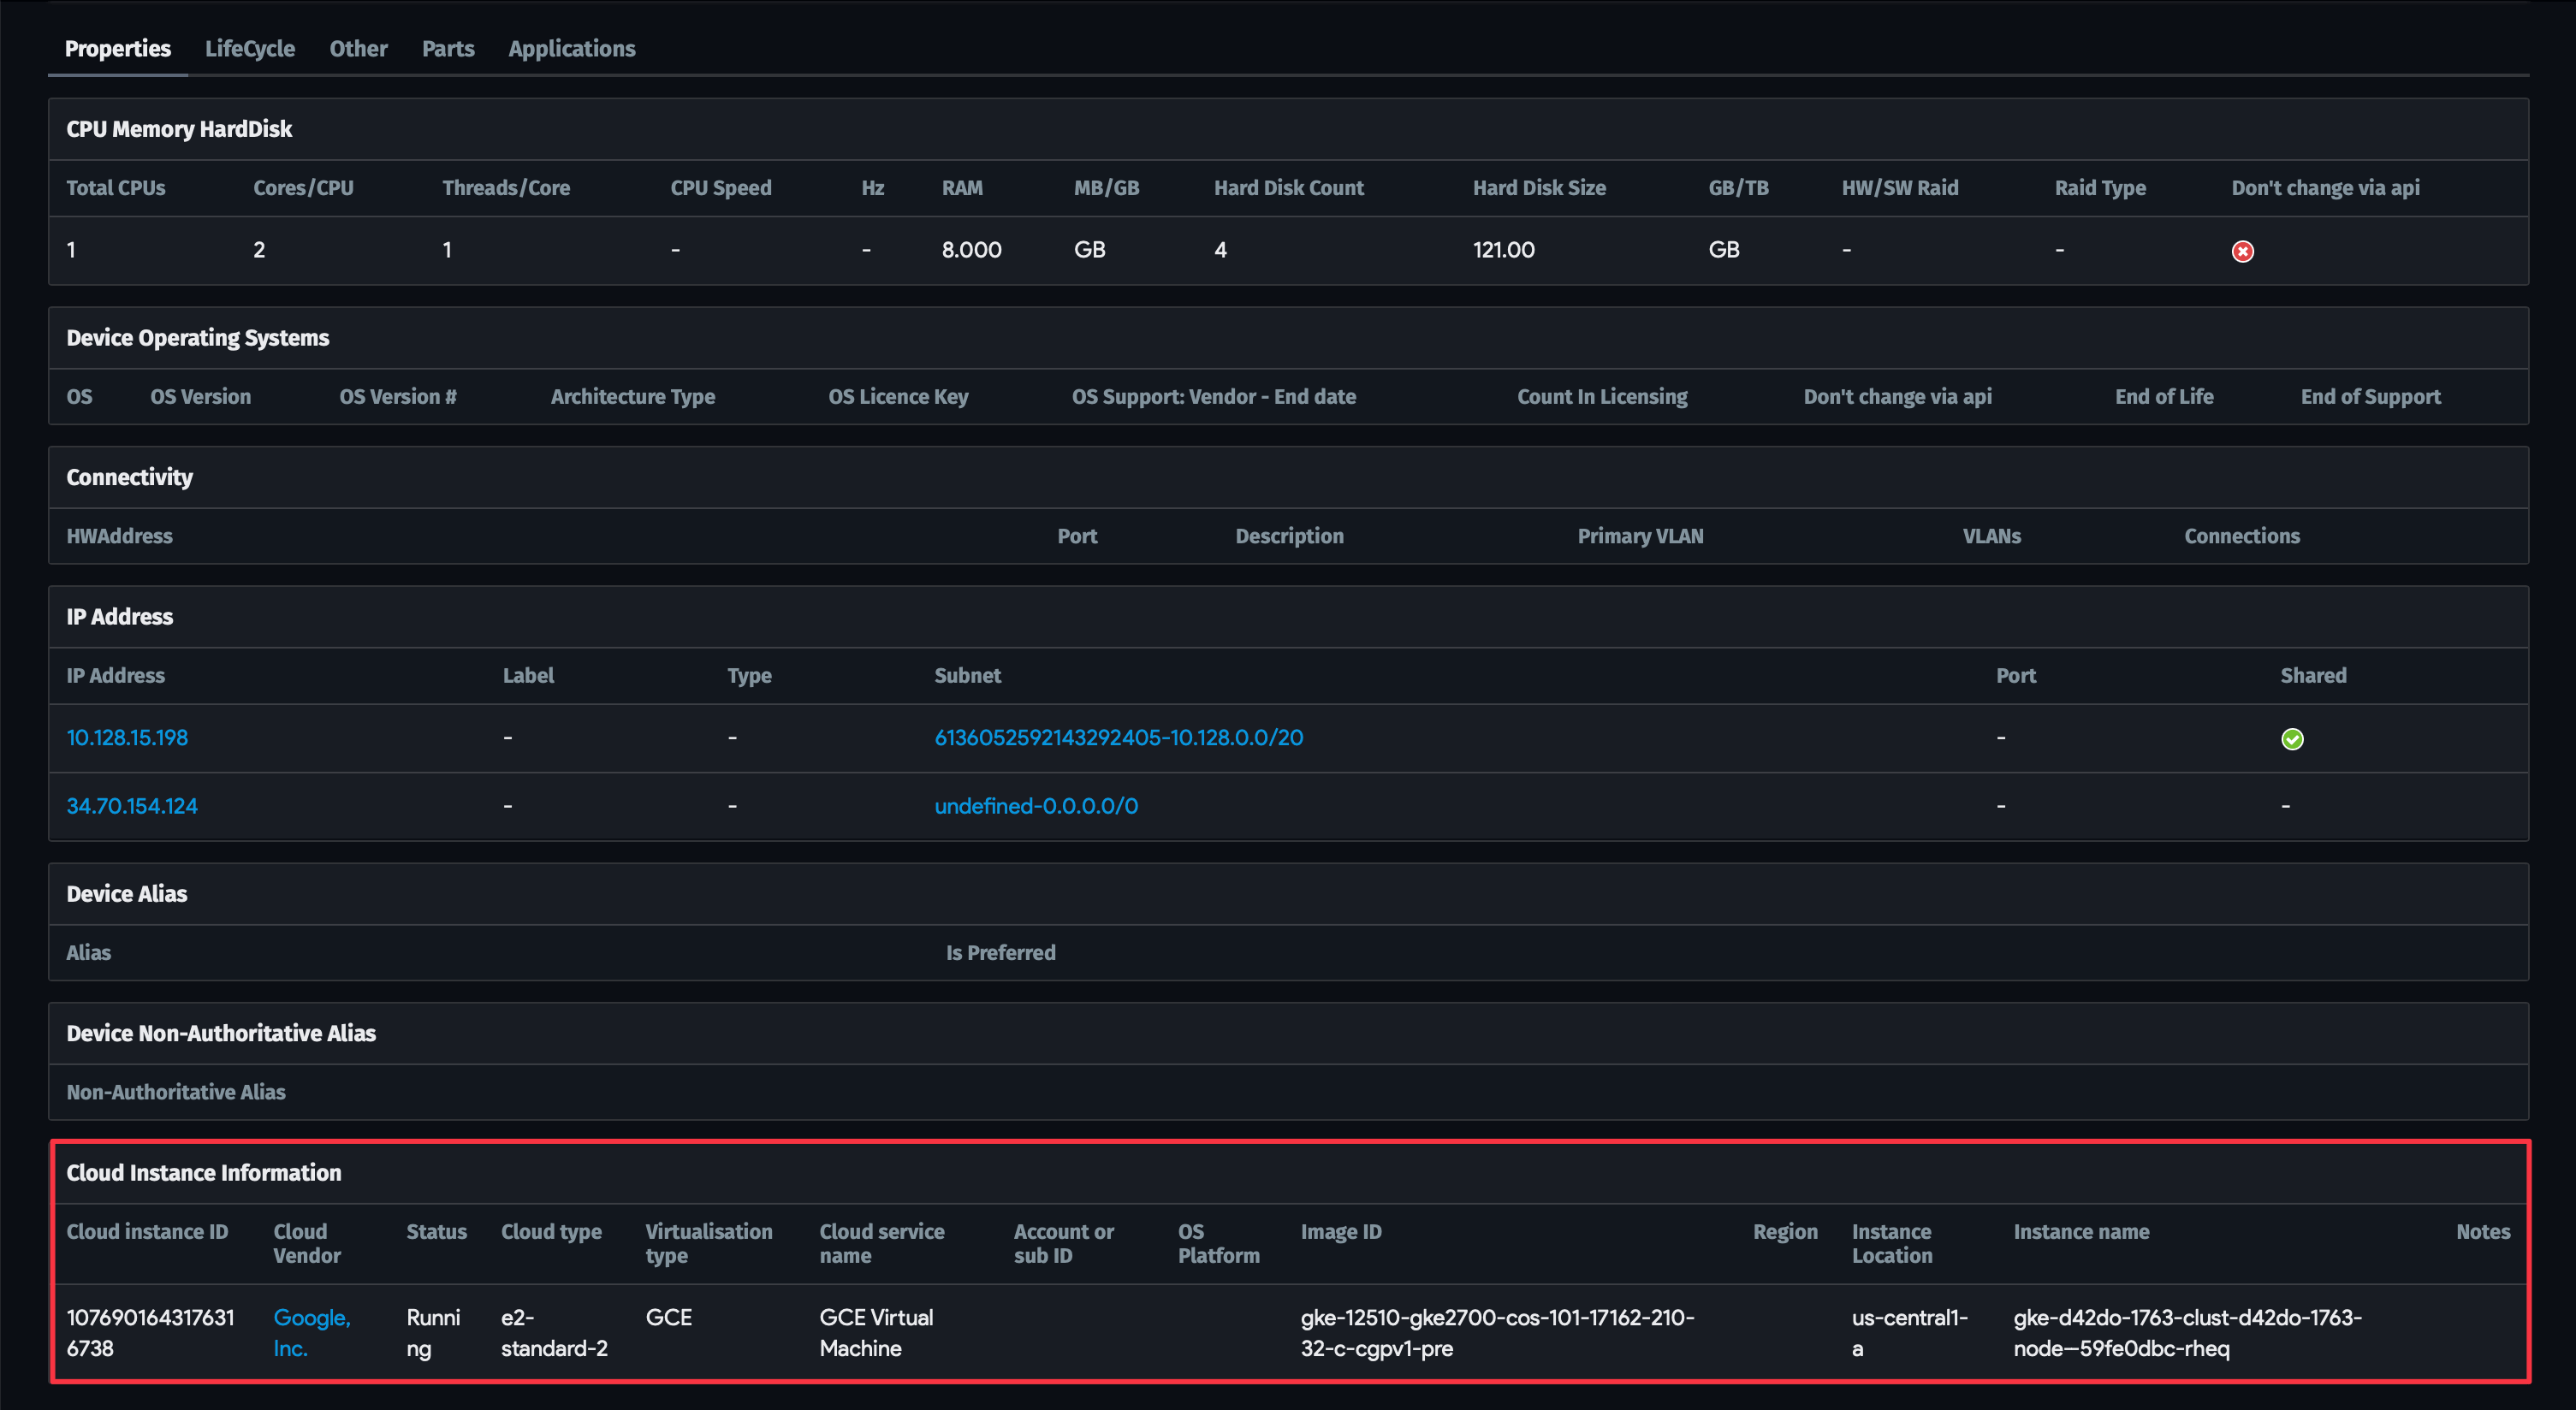 Properties LifeCycle Other Parts Applications
CPU Memory HardDisk
Total CPUs Cores/CPU Threads/Core CPU Speed Hz RAM MB/GB Hard Disk Count Hard Disk Size GB/TB HW/SW Raid Raid Type Don't change via api
1 2 1 - - 8.000 GB 4 121.00 GB - -
Device Operating Systems
OS OS Version OS Version # Architecture Type OS Licence Key OS Support: Vendor - End date Count In Licensing Don't change via api End of Life End of Support
Connectivity
HWAddress Port Description Primary VLAN VLANs Connections
IP Address
IP Address Label Type Subnet Port Shared
10.128.15.198 - - 6136052592143292405-10.128.0.0/20 -
34.70.154.124 - - undefined-0.0.0.0/0 - -
Device Alias
Alias Is Preferred
Device Non-Authoritative Alias
Non-Authoritative Alias
Cloud Instance Information
Cloud instance ID Cloud Status Cloud type Virtualisation Cloud service Account or OS Image ID Region Instance Instance name Notes
Vendor type name sub ID Platform Location
107690164317631 Google, Runni e2- GCE GCE Virtual gke-12510-gke2700-cos-101-17162-210- us-central1- gke-d42do-1763-clust-d42do-1763-
6738 Inc. ng standard-2 Machine 32-c-cgpv1-pre a node—59fe0dbc-rheq